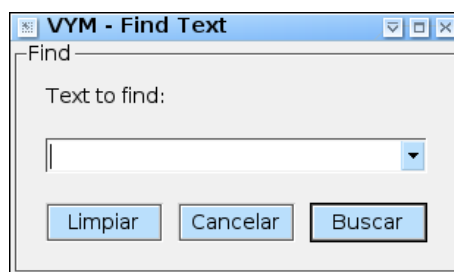 VYM - Find Text
Find
Text to find:
Limpiar Cancelar Buscar